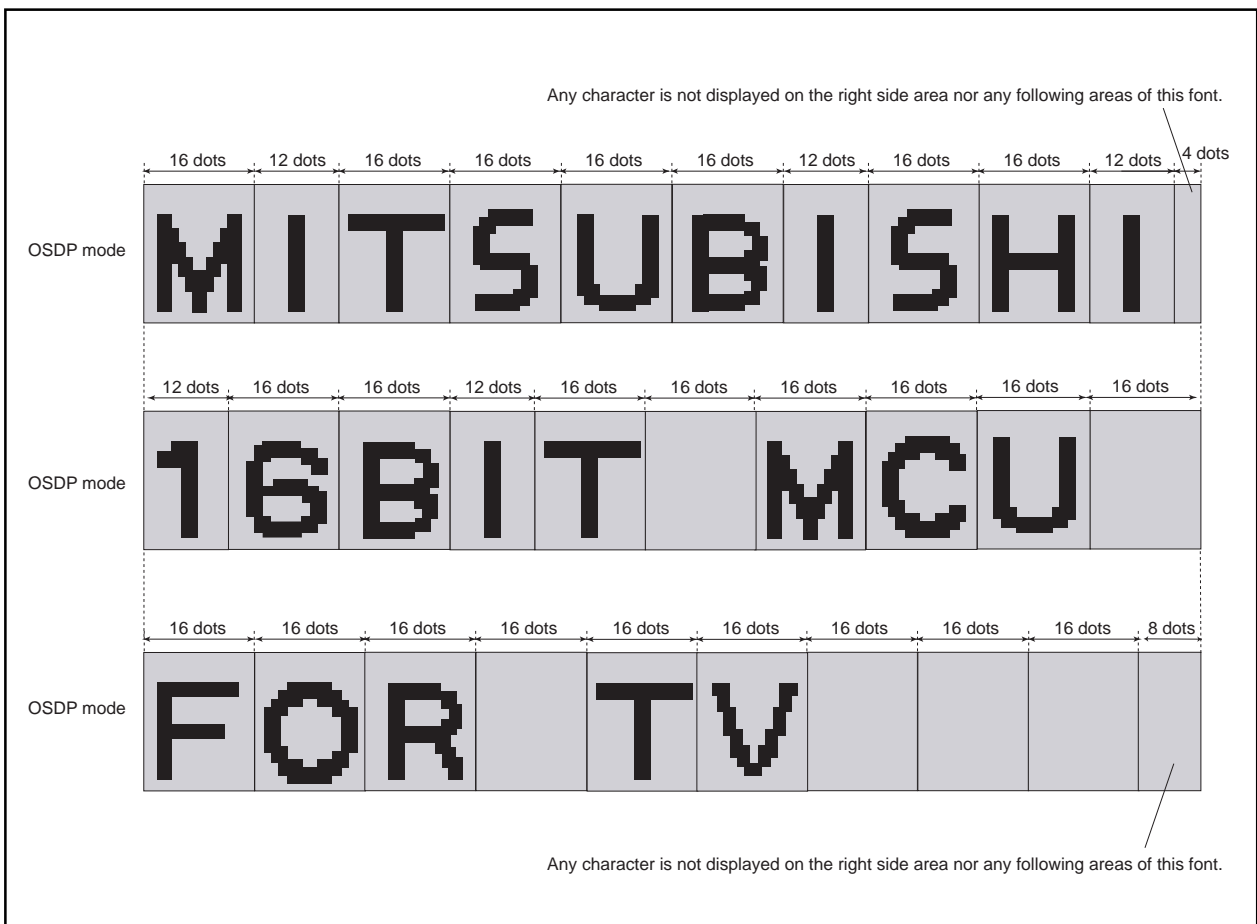 Any character is not displayed on the right side area nor any following areas of this font.
16 dots 12 dots 16 dots 16 dots 16 dots 16 dots 12 dots 16 dots 16 dots 12 dots 4 dots
OSDP mode MITSUBISHI
12 dots 16 dots 16 dots 12 dots 16 dots 16 dots 16 dots 16 dots 16 dots 16 dots
OSDP mode 16BIT MCU
16 dots 16 dots 16 dots 16 dots 16 dots 16 dots 16 dots 16 dots 16 dots 8 dots
OSDP mode FOR TV
Any character is not displayed on the right side area nor any following areas of this font.